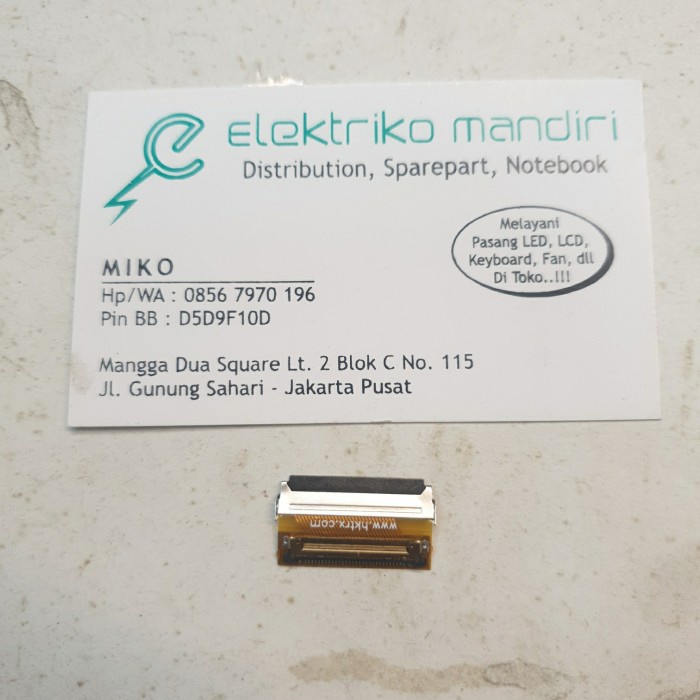 elektriko mandiri
Distribution, Sparepart, Notebook
Melayani
Pasang LED, LCD,
Keyboard, Fan, dll
Di Toko..!!!
MIKO
Hp/WA : 0856 7970 196
Pin BB : D5D9F10D
Mangga Dua Square Lt. 2 Blok C No. 115
Jl. Gunung Sahari - Jakarta Pusat
www.hktrx.com